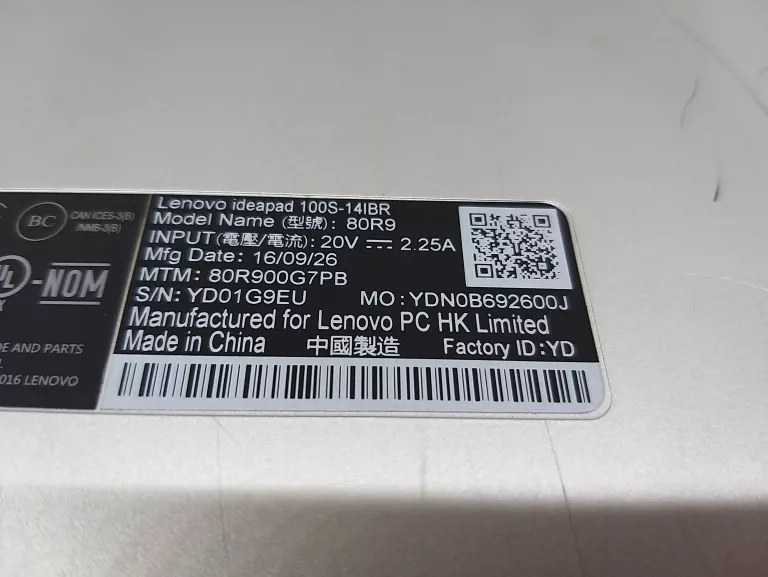 BC
CAN ICES-3(B)
/NMB-3(B)
UL
-NOM
DE AND PARTS
016 LENOVO
Lenovo ideapad 100S-14IBR
Model Name (型號): 80R9
INPUT(電壓/電流): 20V ⎓ 2.25A
Mfg Date: 16/09/26
MTM: 80R900G7PB
S/N: YD01G9EU MO:YDN0B692600J
Manufactured for Lenovo PC HK Limited
Made in China 中國製造 Factory ID:YD